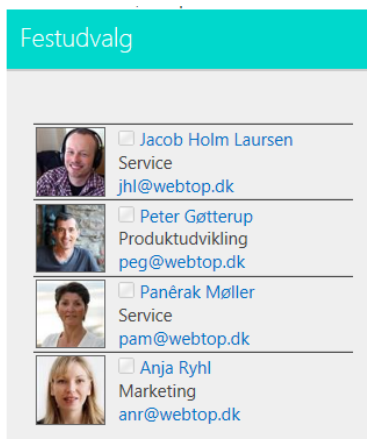 Festudvalg
Jacob Holm Laursen
Service
jhl@webtop.dk
Peter Gøtterup
Produktudvikling
peg@webtop.dk
Panêrak Møller
Service
pam@webtop.dk
Anja Ryhl
Marketing
anr@webtop.dk